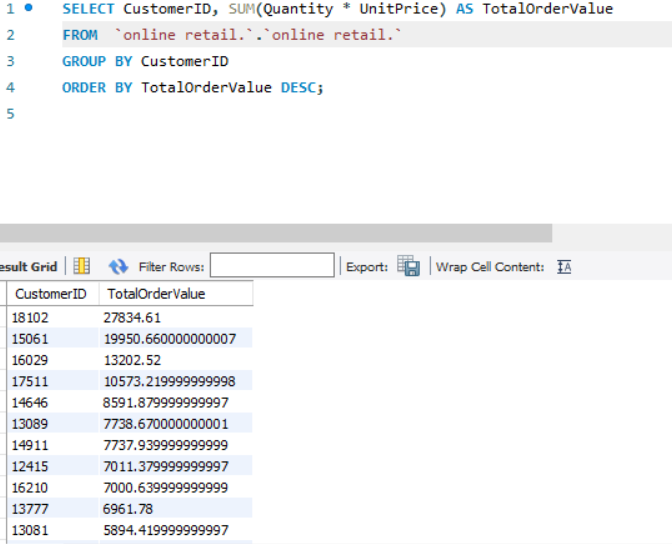 1 SELECT CustomerID, SUM(Quantity * UnitPrice) AS TotalOrderValue
2 FROM `online retail.`.`online retail.`
3 GROUP BY CustomerID
4 ORDER BY TotalOrderValue DESC;
5
esult Grid Filter Rows: Export: Wrap Cell Content: IA
CustomerID TotalOrderValue
18102 27834.61
15061 19950.660000000007
16029 13202.52
17511 10573.219999999998
14646 8591.879999999997
13089 7738.670000000001
14911 7737.939999999999
12415 7011.379999999997
16210 7000.639999999999
13777 6961.78
13081 5894.419999999997